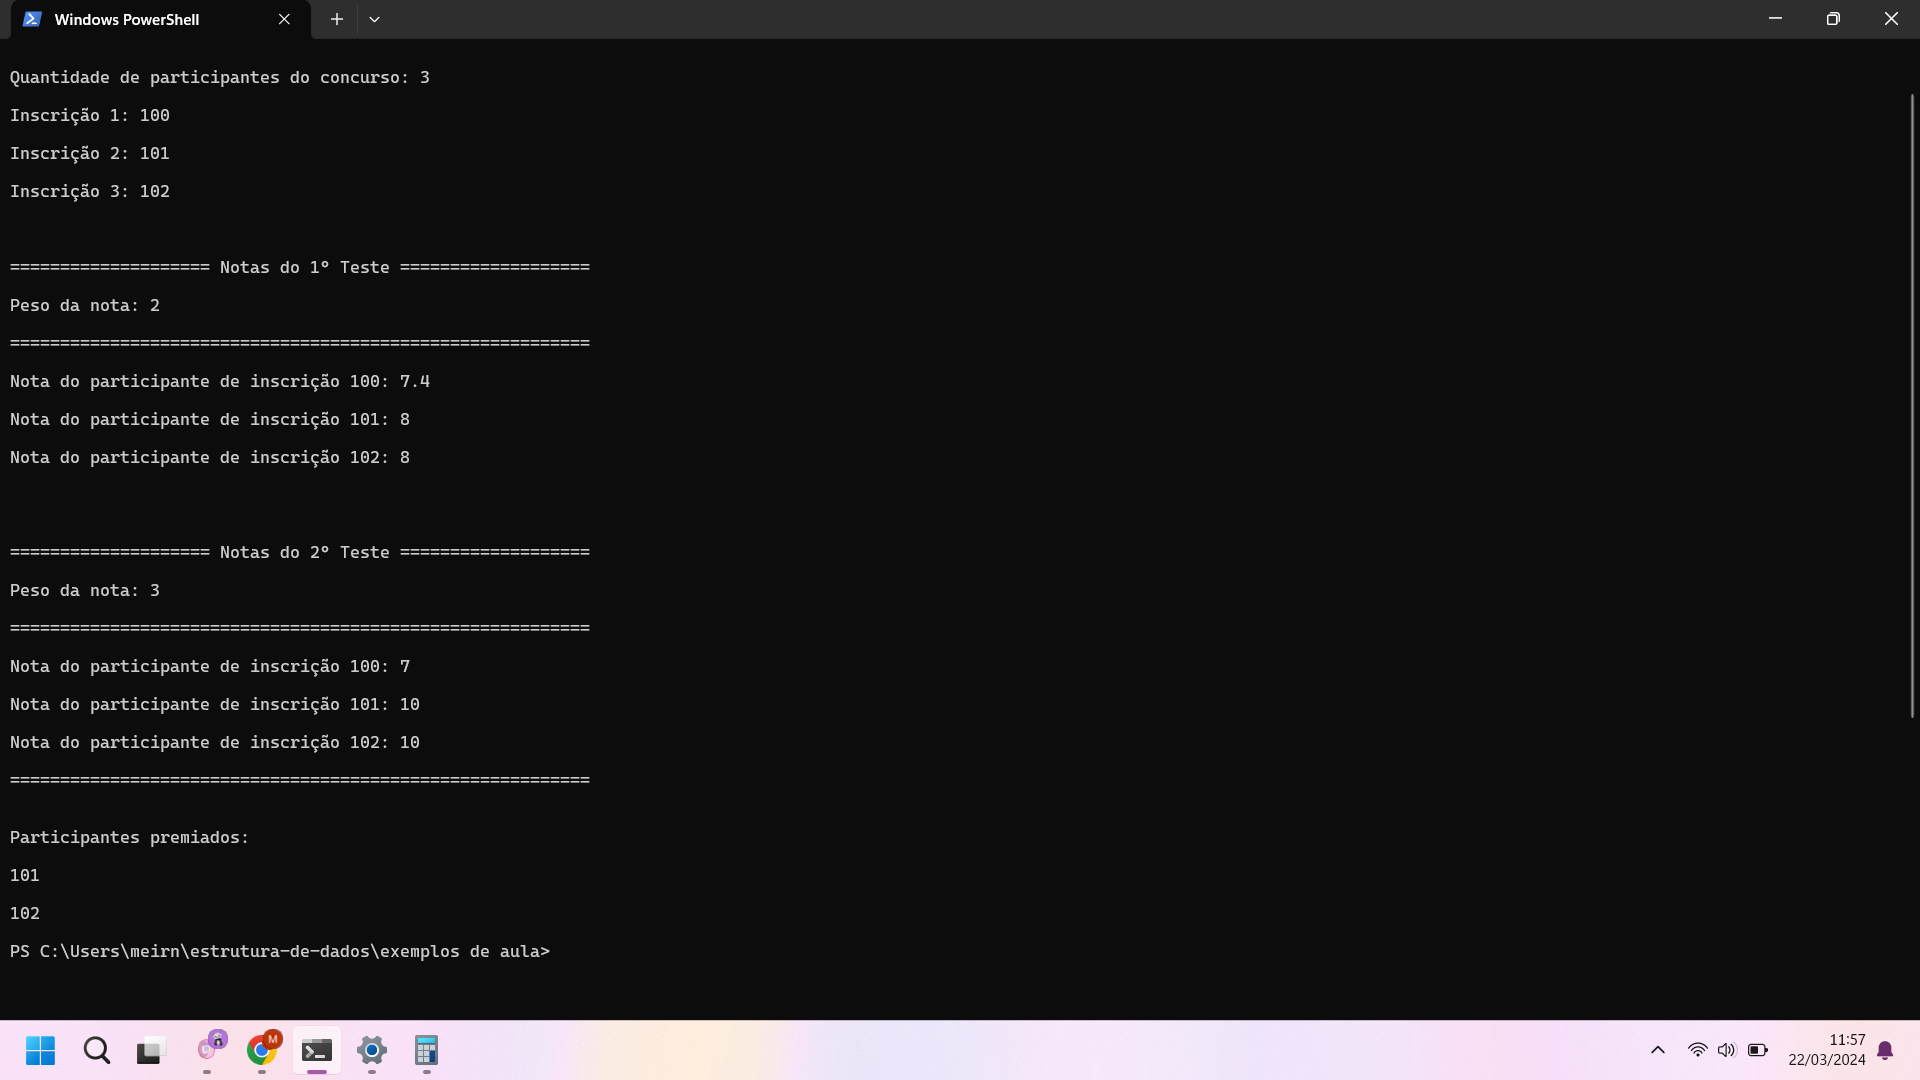 Windows PowerShell
Quantidade de participantes do concurso: 3
Inscrição 1: 100
Inscrição 2: 101
Inscrição 3: 102
==================== Notas do 1º Teste ===================
Peso da nota: 2
==========================================================
Nota do participante de inscrição 100: 7.4
Nota do participante de inscrição 101: 8
Nota do participante de inscrição 102: 8
==================== Notas do 2º Teste ===================
Peso da nota: 3
==========================================================
Nota do participante de inscrição 100: 7
Nota do participante de inscrição 101: 10
Nota do participante de inscrição 102: 10
==========================================================
Participantes premiados:
101
102
PS C:\Users\meirn\estrutura-de-dados\exemplos de aula>
M
11:57
22/03/2024